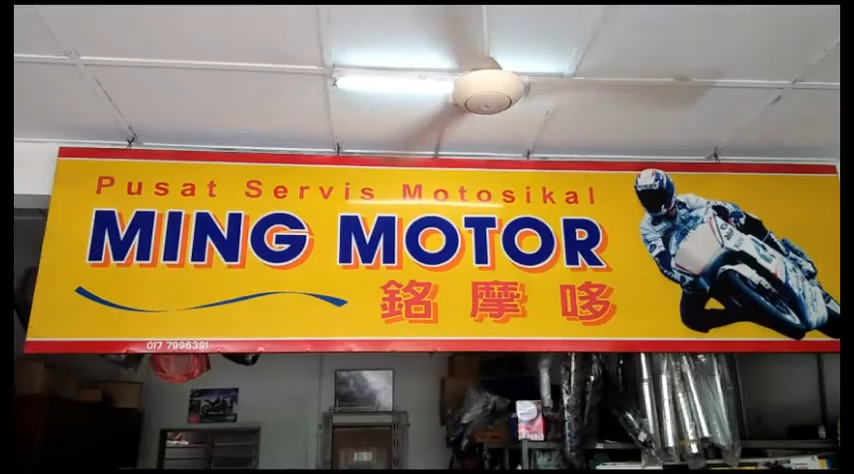 Pusat Servis Motosikal
MING MOTOR
銘摩哆
017 7996391